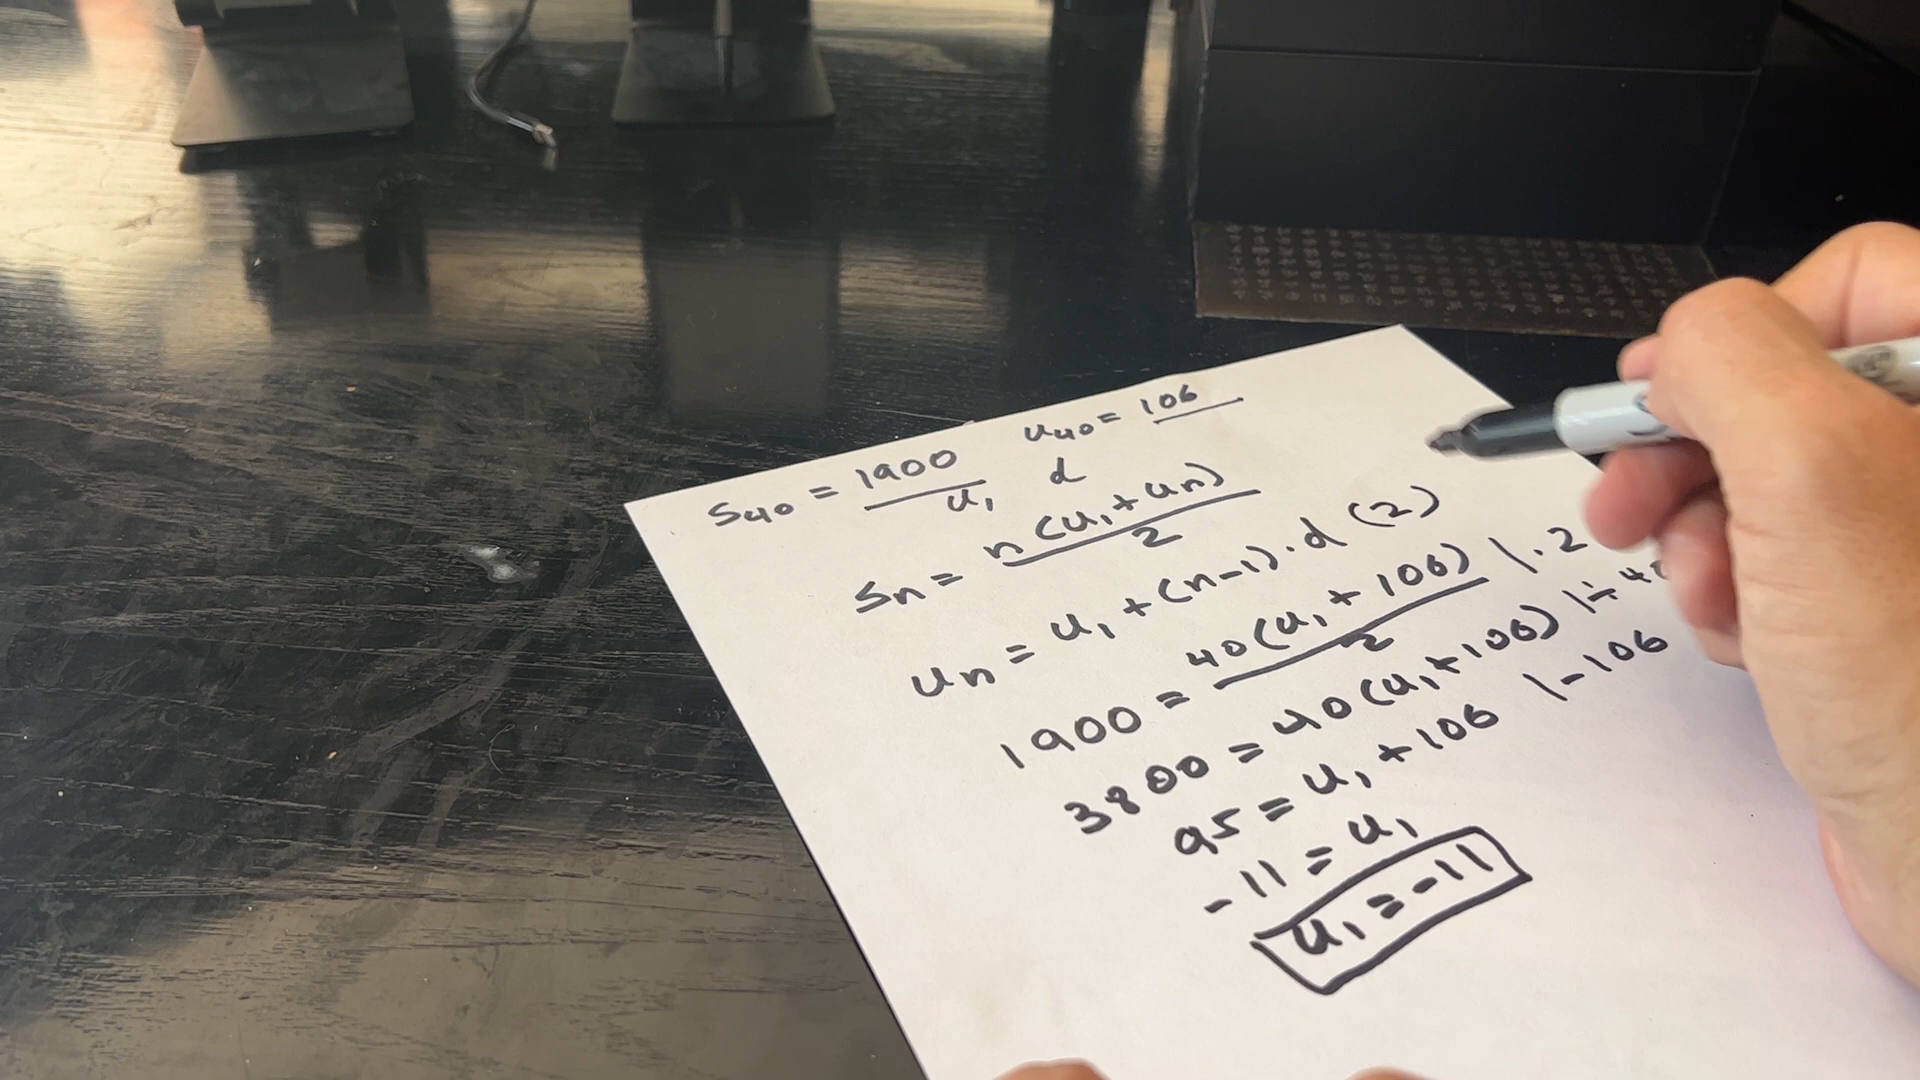 S40 = 1900 u40 = 106
u1 d
Sn = n(u1+un)/2
un = u1 + (n-1)·d (2)
1900 = 40(u1 + 106)/2 |·2
3800 = 40(u1+106) |÷
95 = u1 + 106 |-106
-11 = u1
u1 = -11